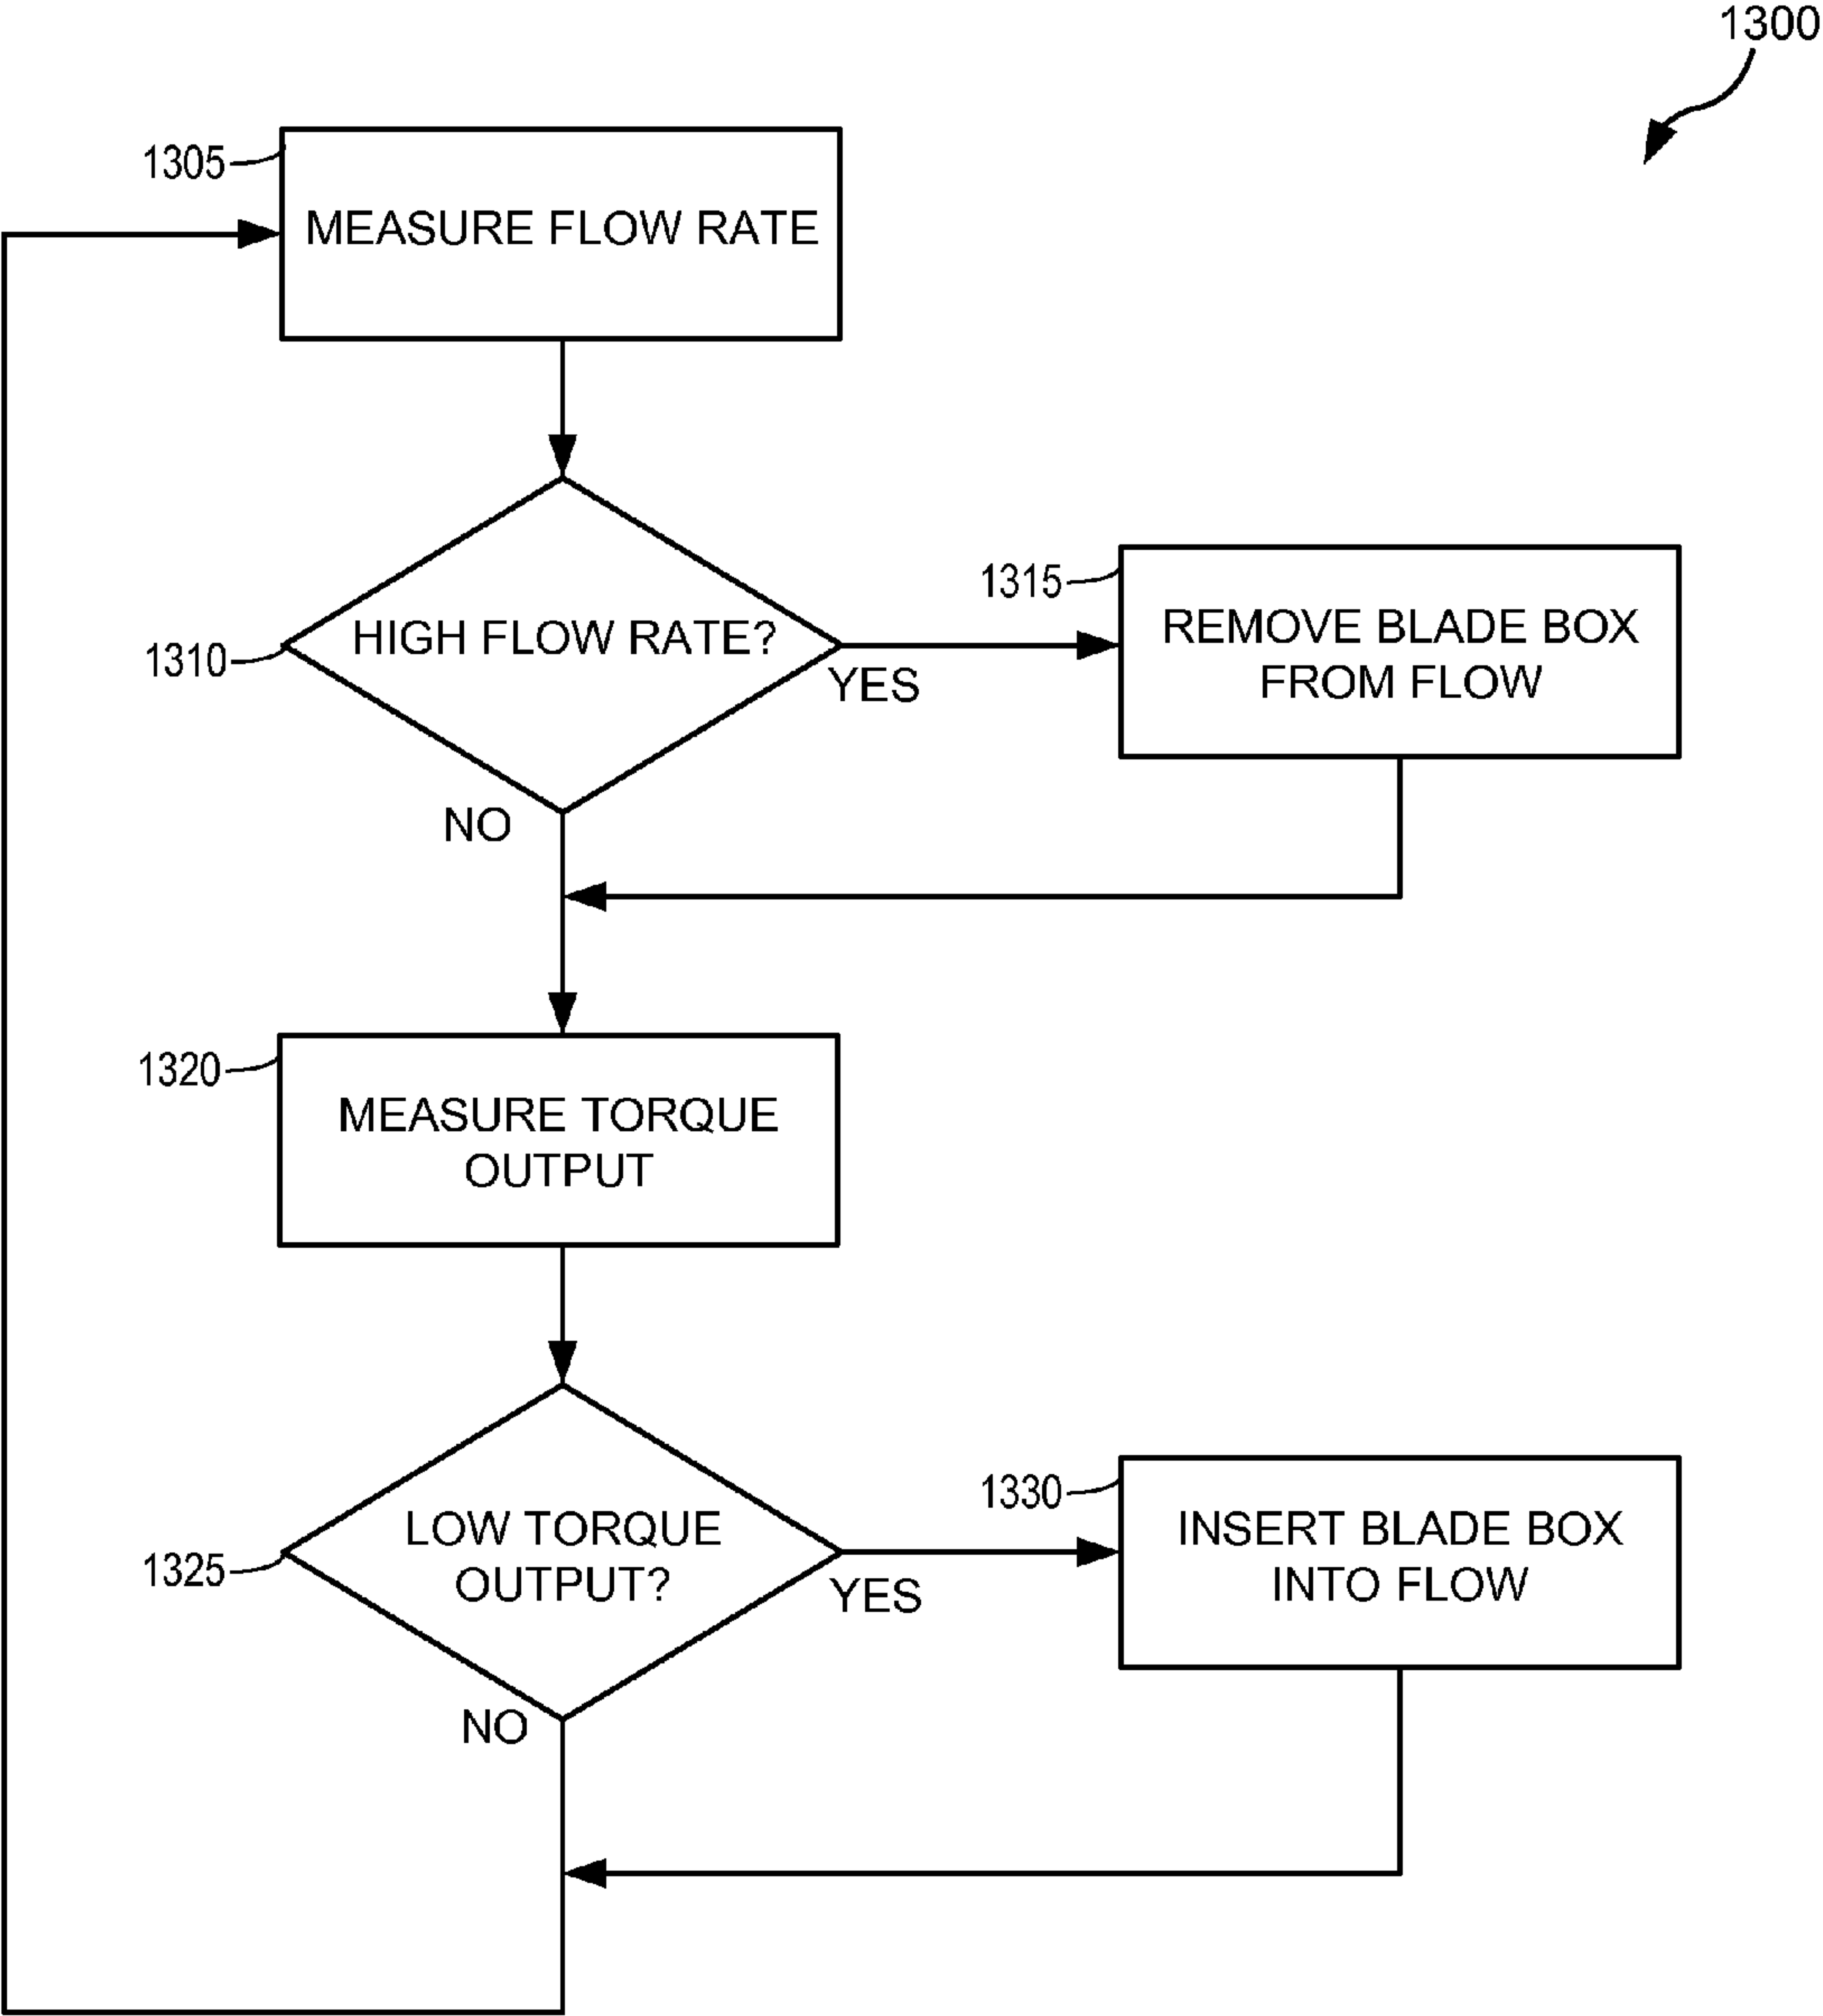 1300
1305
MEASURE FLOW RATE
1310
HIGH FLOW RATE?
YES
NO
1315
REMOVE BLADE BOX
FROM FLOW
1320
MEASURE TORQUE
OUTPUT
1325
LOW TORQUE
OUTPUT?
YES
NO
1330
INSERT BLADE BOX
INTO FLOW